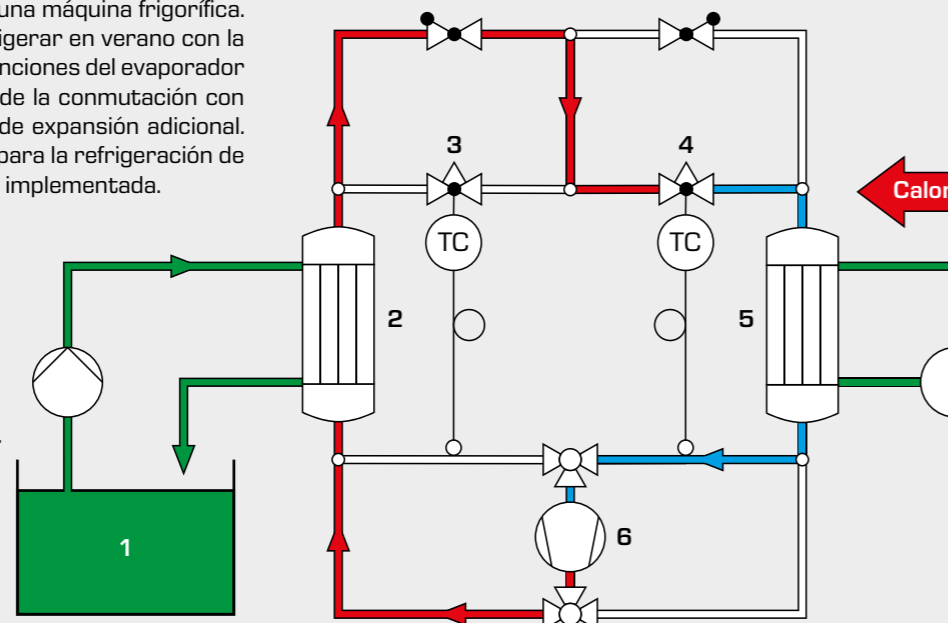 una máquina frigorífica.
igerar en verano con la
nciones del evaporador
de la conmutación con
de expansión adicional.
para la refrigeración de
implementada.
3
4
Calor
TC
TC
2
5
6
1